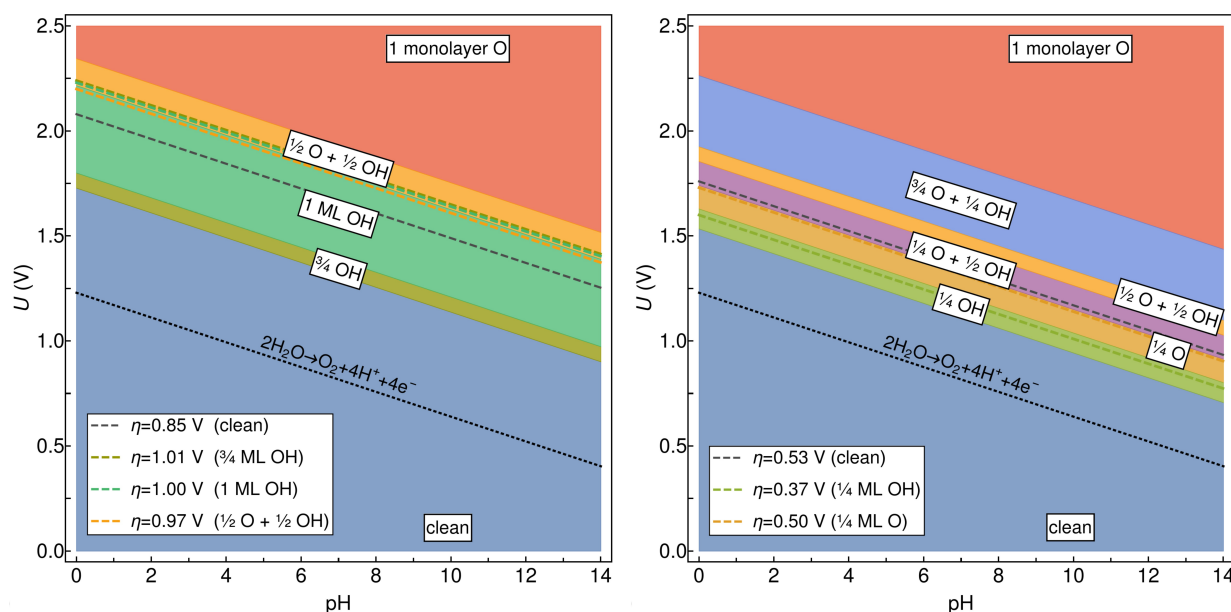 2.5
2.0
1.5
1.0
0.5
0.0
U (V)
1 monolayer O
½ O + ½ OH
1 ML OH
¾ OH
2H₂O→O₂+4H⁺+4e⁻
η=0.85 V (clean)
η=1.01 V (¾ ML OH)
η=1.00 V (1 ML OH)
η=0.97 V (½ O + ½ OH)
clean
0 2 4 6 8 10 12 14
pH
2.5
2.0
1.5
1.0
0.5
0.0
U (V)
1 monolayer O
¾ O + ¼ OH
¼ O + ½ OH
½ O + ½ OH
¼ OH
¼ O
2H₂O→O₂+4H⁺+4e⁻
η=0.53 V (clean)
η=0.37 V (¼ ML OH)
η=0.50 V (¼ ML O)
clean
0 2 4 6 8 10 12 14
pH